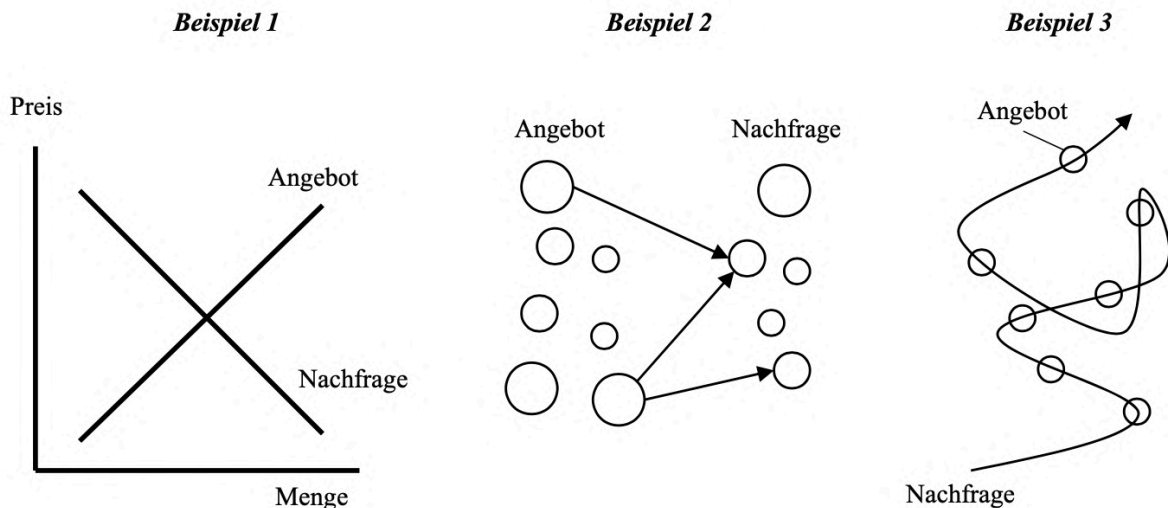 Beispiel 1
Preis
Angebot
Nachfrage
Menge
Beispiel 2
Angebot
Nachfrage
Beispiel 3
Angebot
Nachfrage